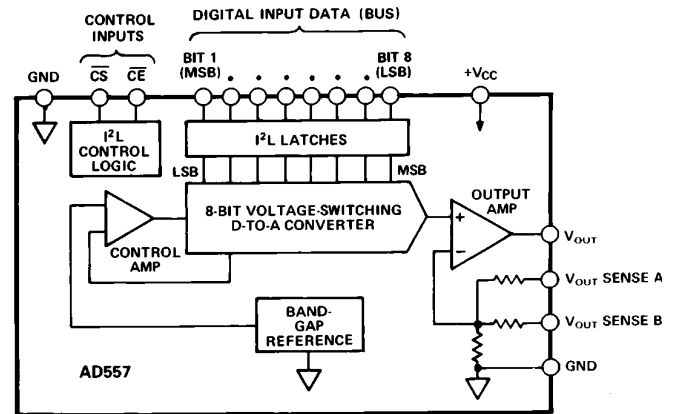 CONTROL
INPUTS
DIGITAL INPUT DATA (BUS)
GND
CS
CE
BIT 1
(MSB)
BIT 8
(LSB)
+VCC
I²L
CONTROL
LOGIC
I²L LATCHES
LSB
MSB
8-BIT VOLTAGE-SWITCHING
D-TO-A CONVERTER
CONTROL
AMP
OUTPUT
AMP
+
−
VOUT
VOUT SENSE A
VOUT SENSE B
GND
BAND-
GAP
REFERENCE
AD557